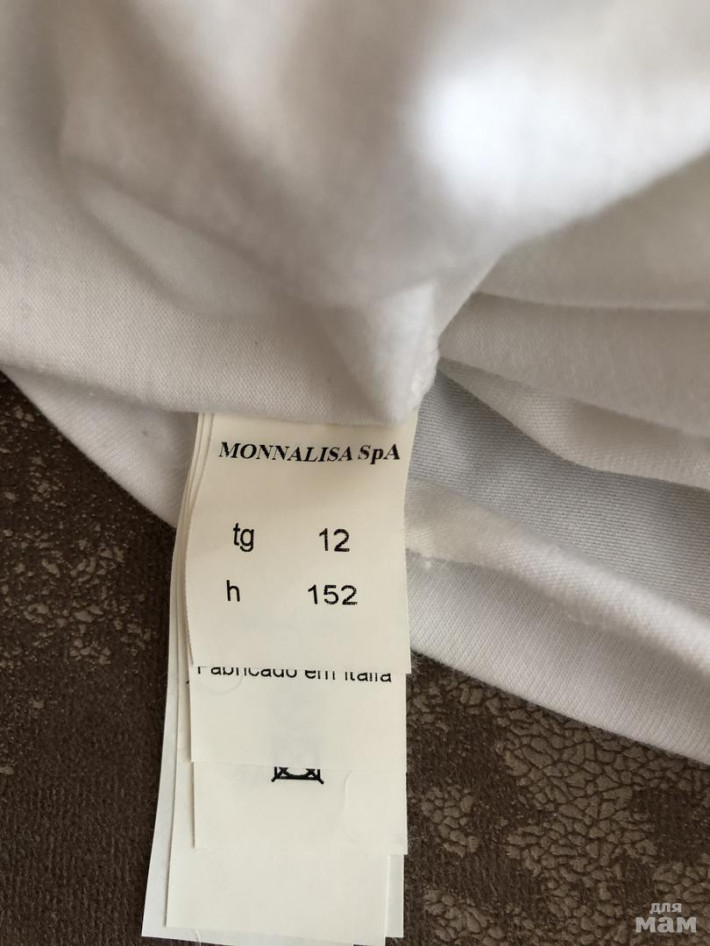 MONNALISA SpA
tg 12
h 152
Fabricado em Itália
для
мам